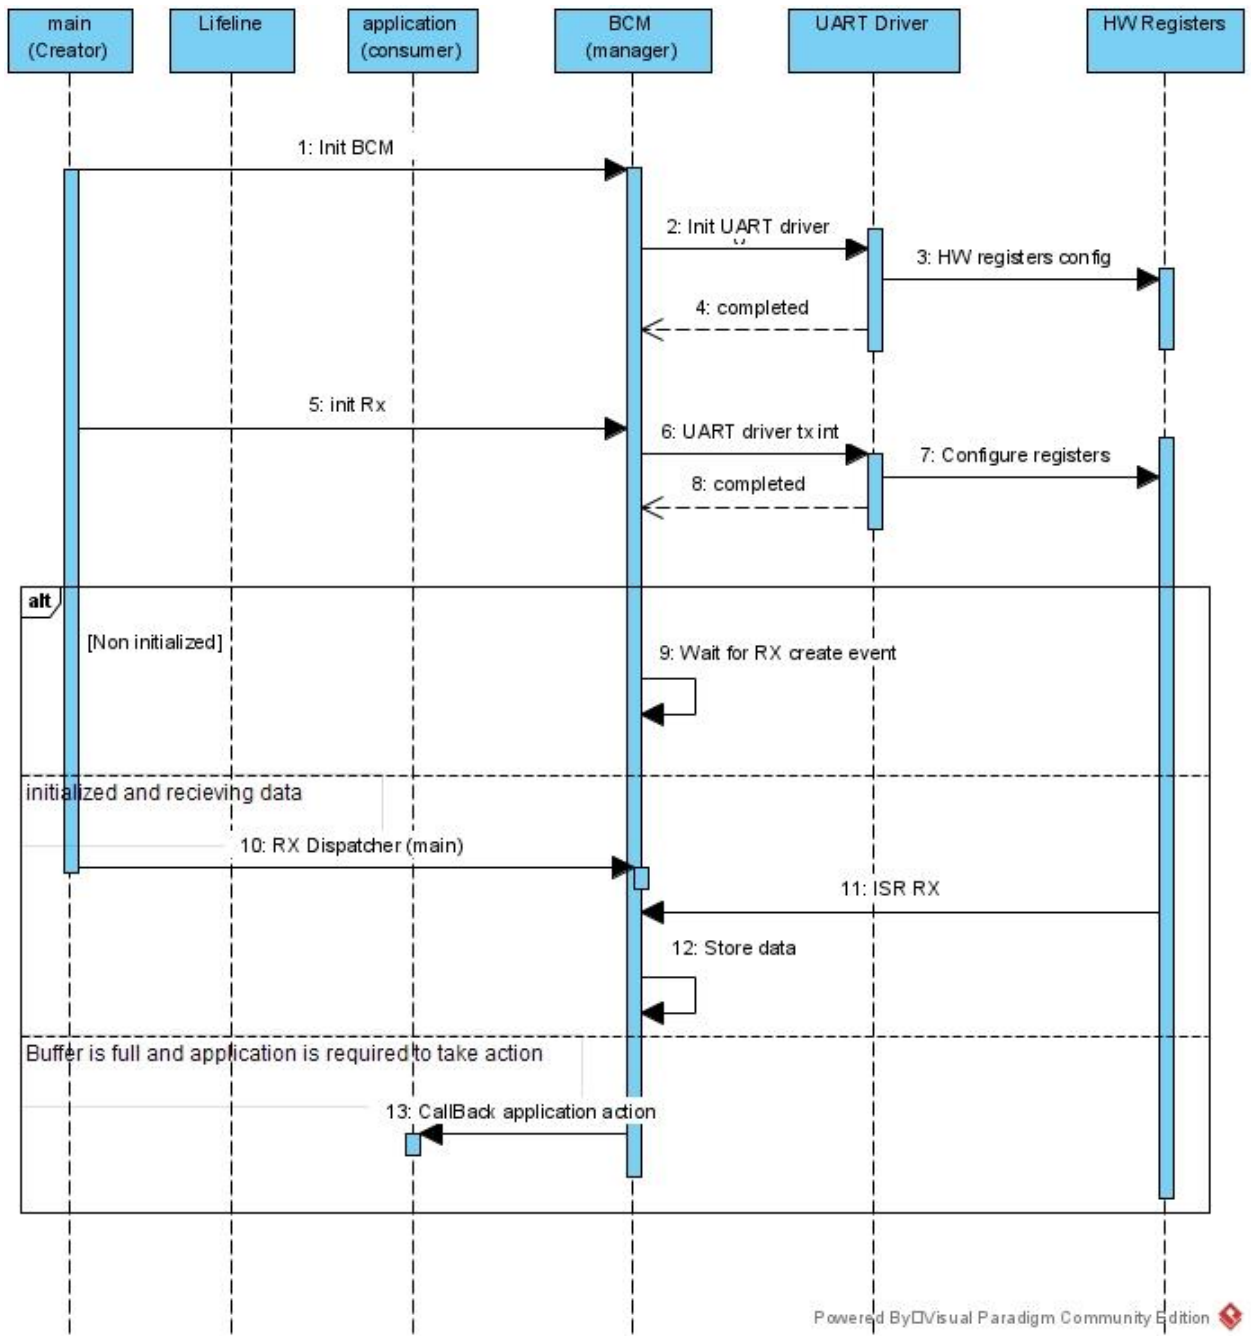 main
(Creator)
Lifeline
application
(consumer)
BCM
(manager)
UART Driver
HW Registers
1: Init BCM
2: Init UART driver
3: HW registers config
4: completed
5: init Rx
6: UART driver tx int
7: Configure registers
8: completed
alt
[Non initialized]
9: Wait for RX create event
initialized and recieving data
10: RX Dispatcher (main)
11: ISR RX
12: Store data
Buffer is full and application is required to take action
13: CallBack application action
Powered By□Visual Paradigm Community Edition